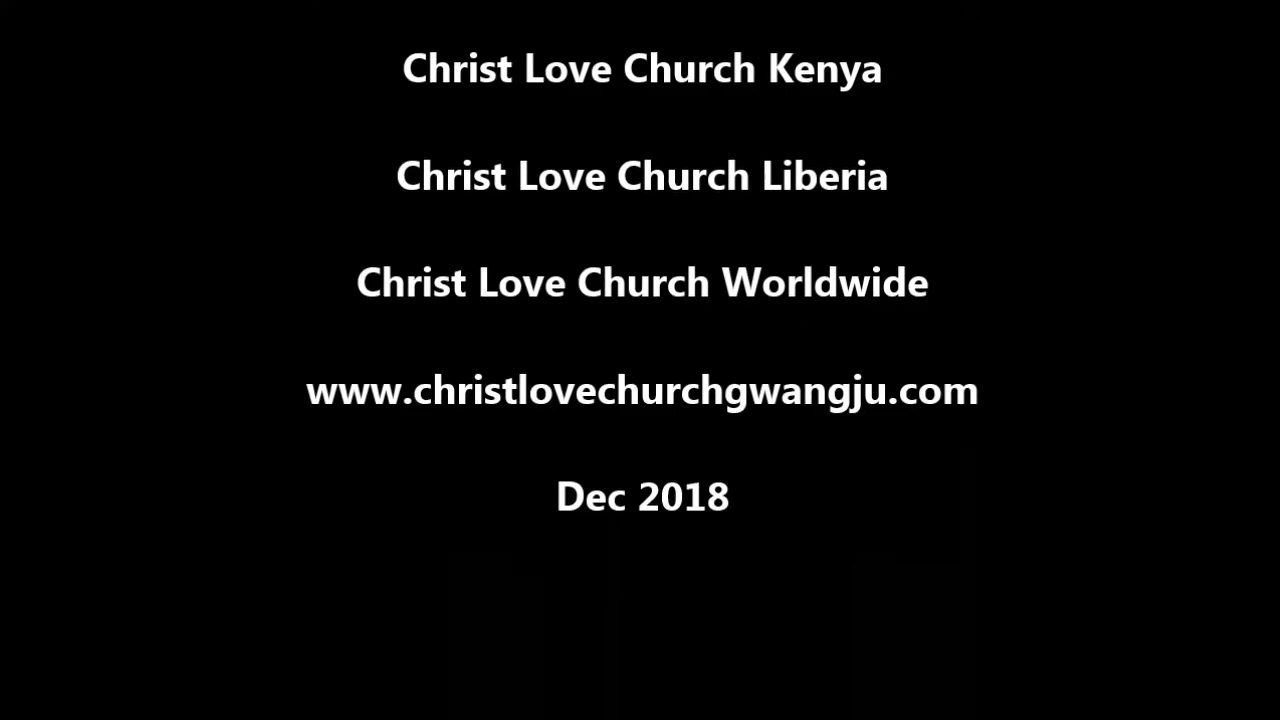 Christ Love Church Kenya
Christ Love Church Liberia
Christ Love Church Worldwide
www.christlovechurchgwangju.com
Dec 2018